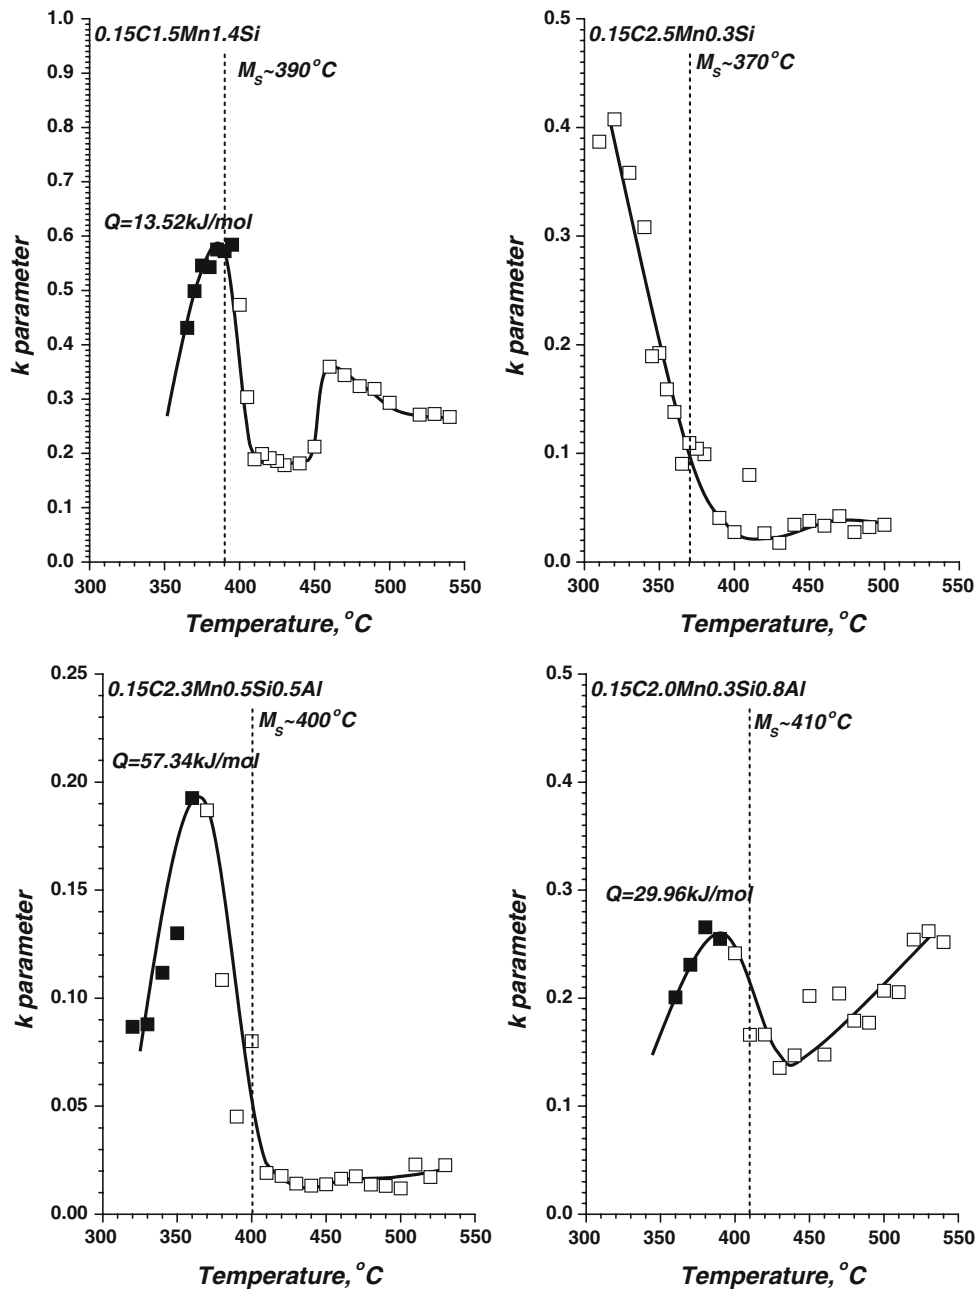 0.15C1.5Mn1.4Si
M_S~390°C
Q=13.52kJ/mol
k parameter
1.0
0.9
0.8
0.7
0.6
0.5
0.4
0.3
0.2
0.1
0.0
300 350 400 450 500 550
Temperature, °C
0.15C2.5Mn0.3Si
M_S~370°C
k parameter
0.5
0.4
0.3
0.2
0.1
0.0
300 350 400 450 500 550
Temperature, °C
0.15C2.3Mn0.5Si0.5Al
M_S~400°C
Q=57.34kJ/mol
k parameter
0.25
0.20
0.15
0.10
0.05
0.00
300 350 400 450 500 550
Temperature, °C
0.15C2.0Mn0.3Si0.8Al
M_S~410°C
Q=29.96kJ/mol
k parameter
0.5
0.4
0.3
0.2
0.1
0.0
300 350 400 450 500 550
Temperature, °C